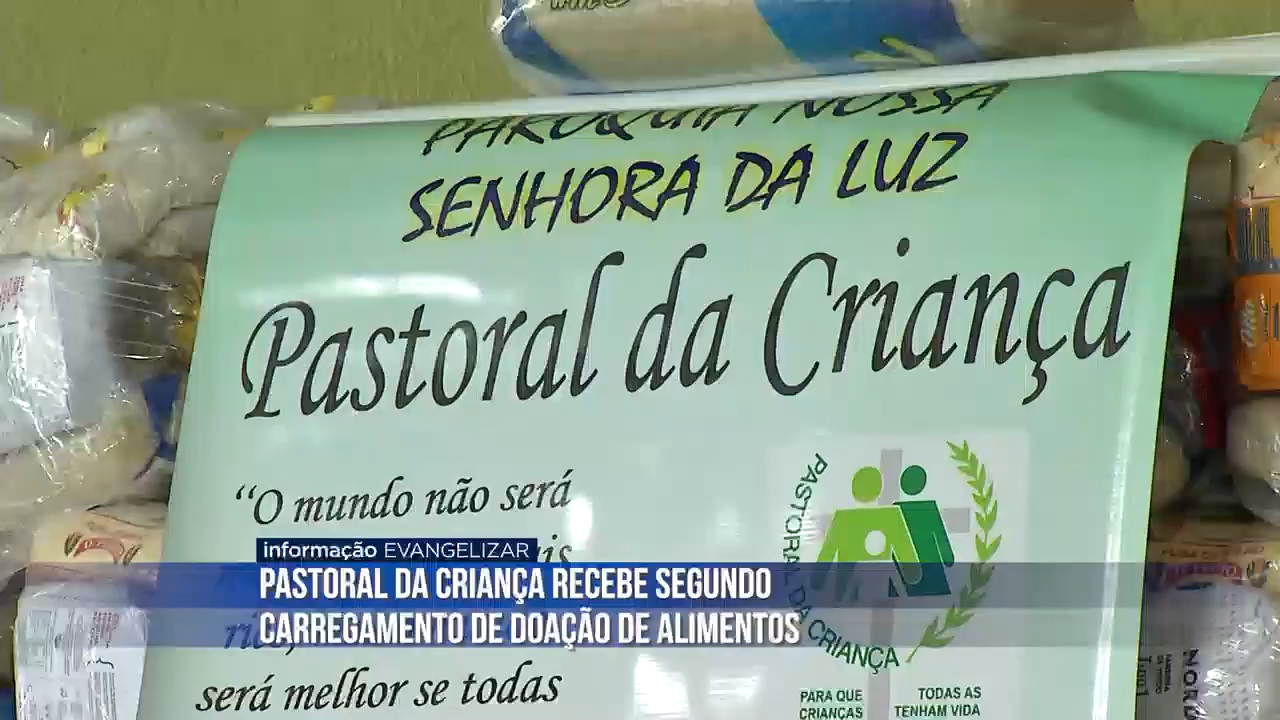 PAROQUIA NOSSA
SENHORA DA LUZ
Pastoral da Criança
“O mundo não será
informação EVANGELIZAR
PASTORAL DA CRIANÇA RECEBE SEGUNDO
CARREGAMENTO DE DOAÇÃO DE ALIMENTOS
será melhor se todas
PASTORAL DA CRIANÇA
PARA QUE
CRIANÇAS
TODAS AS
TENHAM VIDA